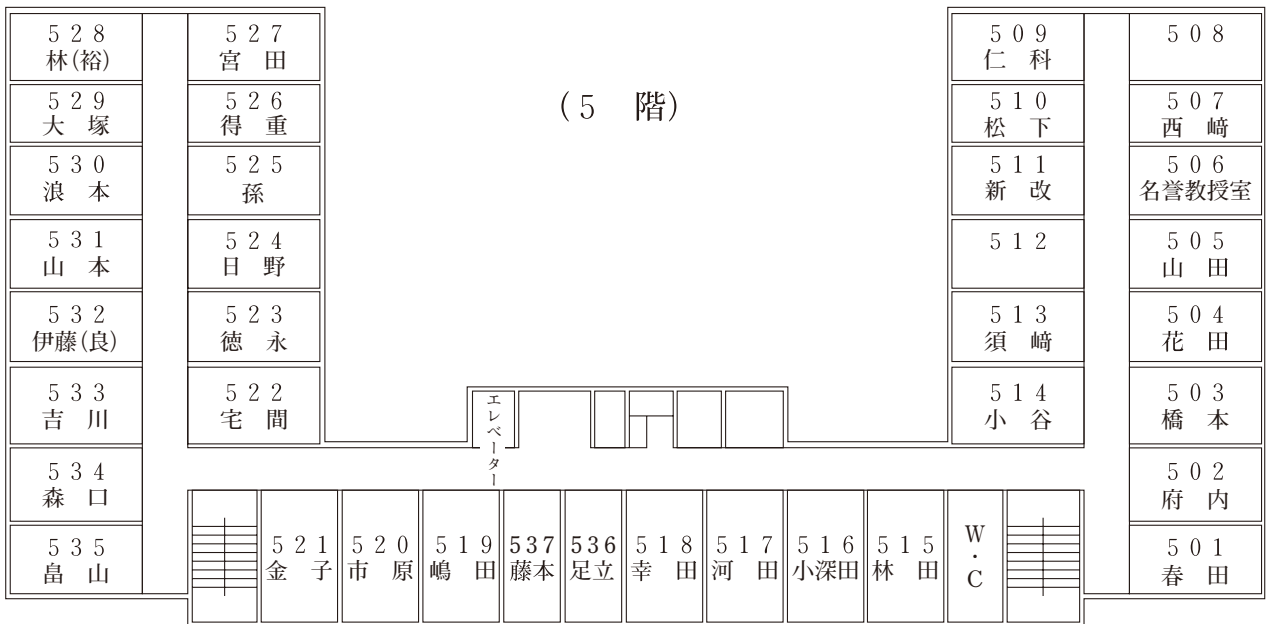 (5 階)
528
林(裕)
529
大塚
530
浪本
531
山本
532
伊藤(良)
533
吉川
534
森口
535
畠山
527
宮田
526
得重
525
孫
524
日野
523
徳永
522
宅間
エレベーター
521
金子
520
市原
519
嶋田
537
藤本
536
足立
518
幸田
517
河田
516
小深田
515
林田
W・C
509
仁科
510
松下
511
新改
512
513
須﨑
514
小谷
508
507
西﨑
506
名誉教授室
505
山田
504
花田
503
橋本
502
府内
501
春田